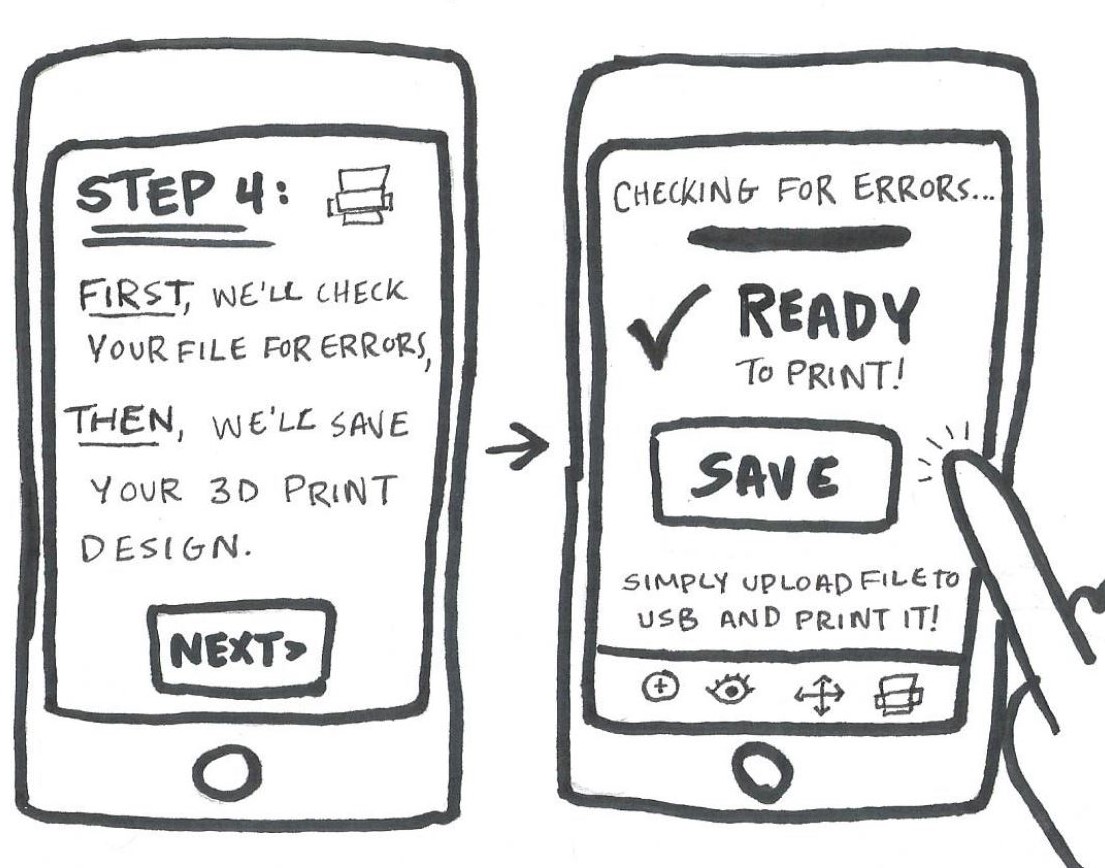 STEP 4:
FIRST, WE'LL CHECK
YOUR FILE FOR ERRORS,
THEN, WE'LL SAVE
YOUR 3D PRINT
DESIGN.
NEXT>
CHECKING FOR ERRORS...
READY
TO PRINT!
SAVE
SIMPLY UPLOAD FILE TO
USB AND PRINT IT!